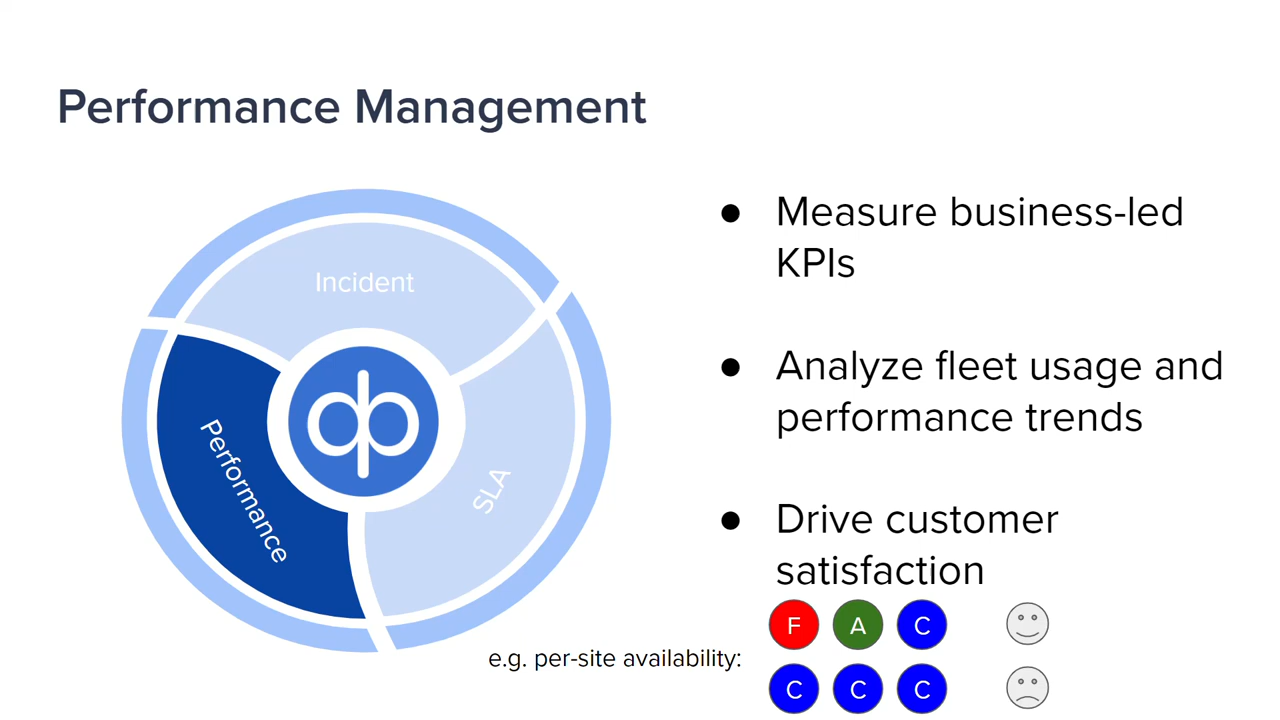 Performance Management
Incident
Performance
SLA
● Measure business-led
KPIs
● Analyze fleet usage and
performance trends
● Drive customer
satisfaction
e.g. per-site availability:
F A C
C C C